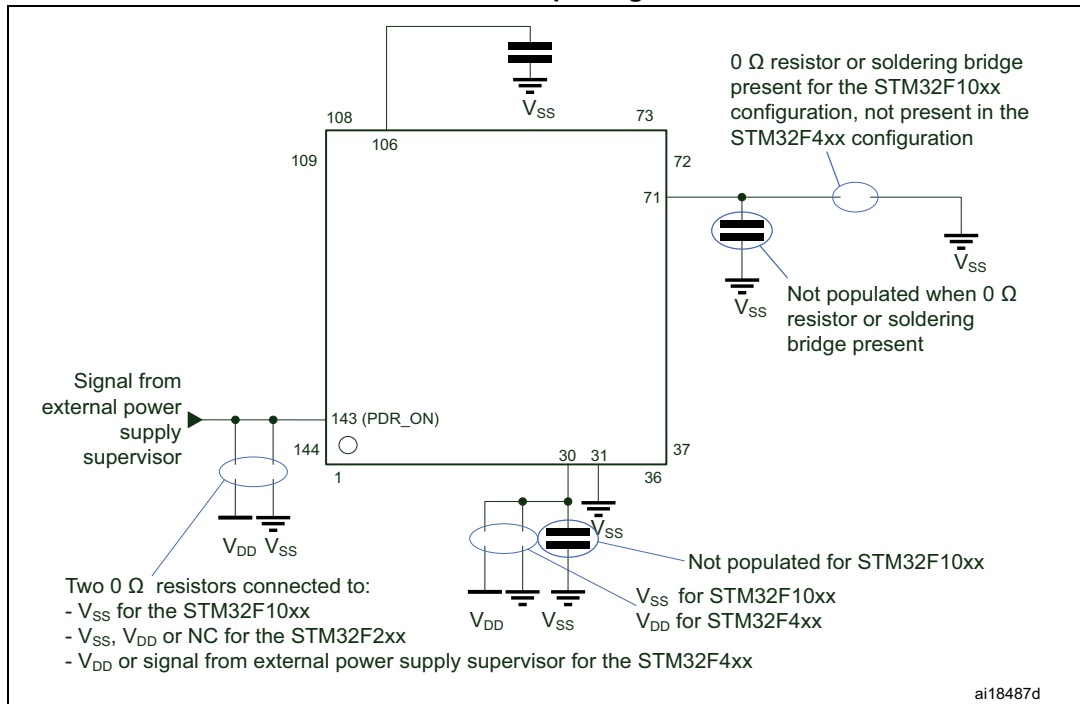 V_SS
0 Ω resistor or soldering bridge
present for the STM32F10xx
configuration, not present in the
STM32F4xx configuration
108
73
106
109
72
71
V_SS
V_SS
Not populated when 0 Ω
resistor or soldering
bridge present
Signal from
external power
supply
supervisor
143 (PDR_ON)
144
1
30
31
36
37
V_DD
V_SS
V_SS
Not populated for STM32F10xx
V_SS for STM32F10xx
V_DD for STM32F4xx
V_DD
V_SS
Two 0 Ω resistors connected to:
- V_SS for the STM32F10xx
- V_SS, V_DD or NC for the STM32F2xx
- V_DD or signal from external power supply supervisor for the STM32F4xx
ai18487d